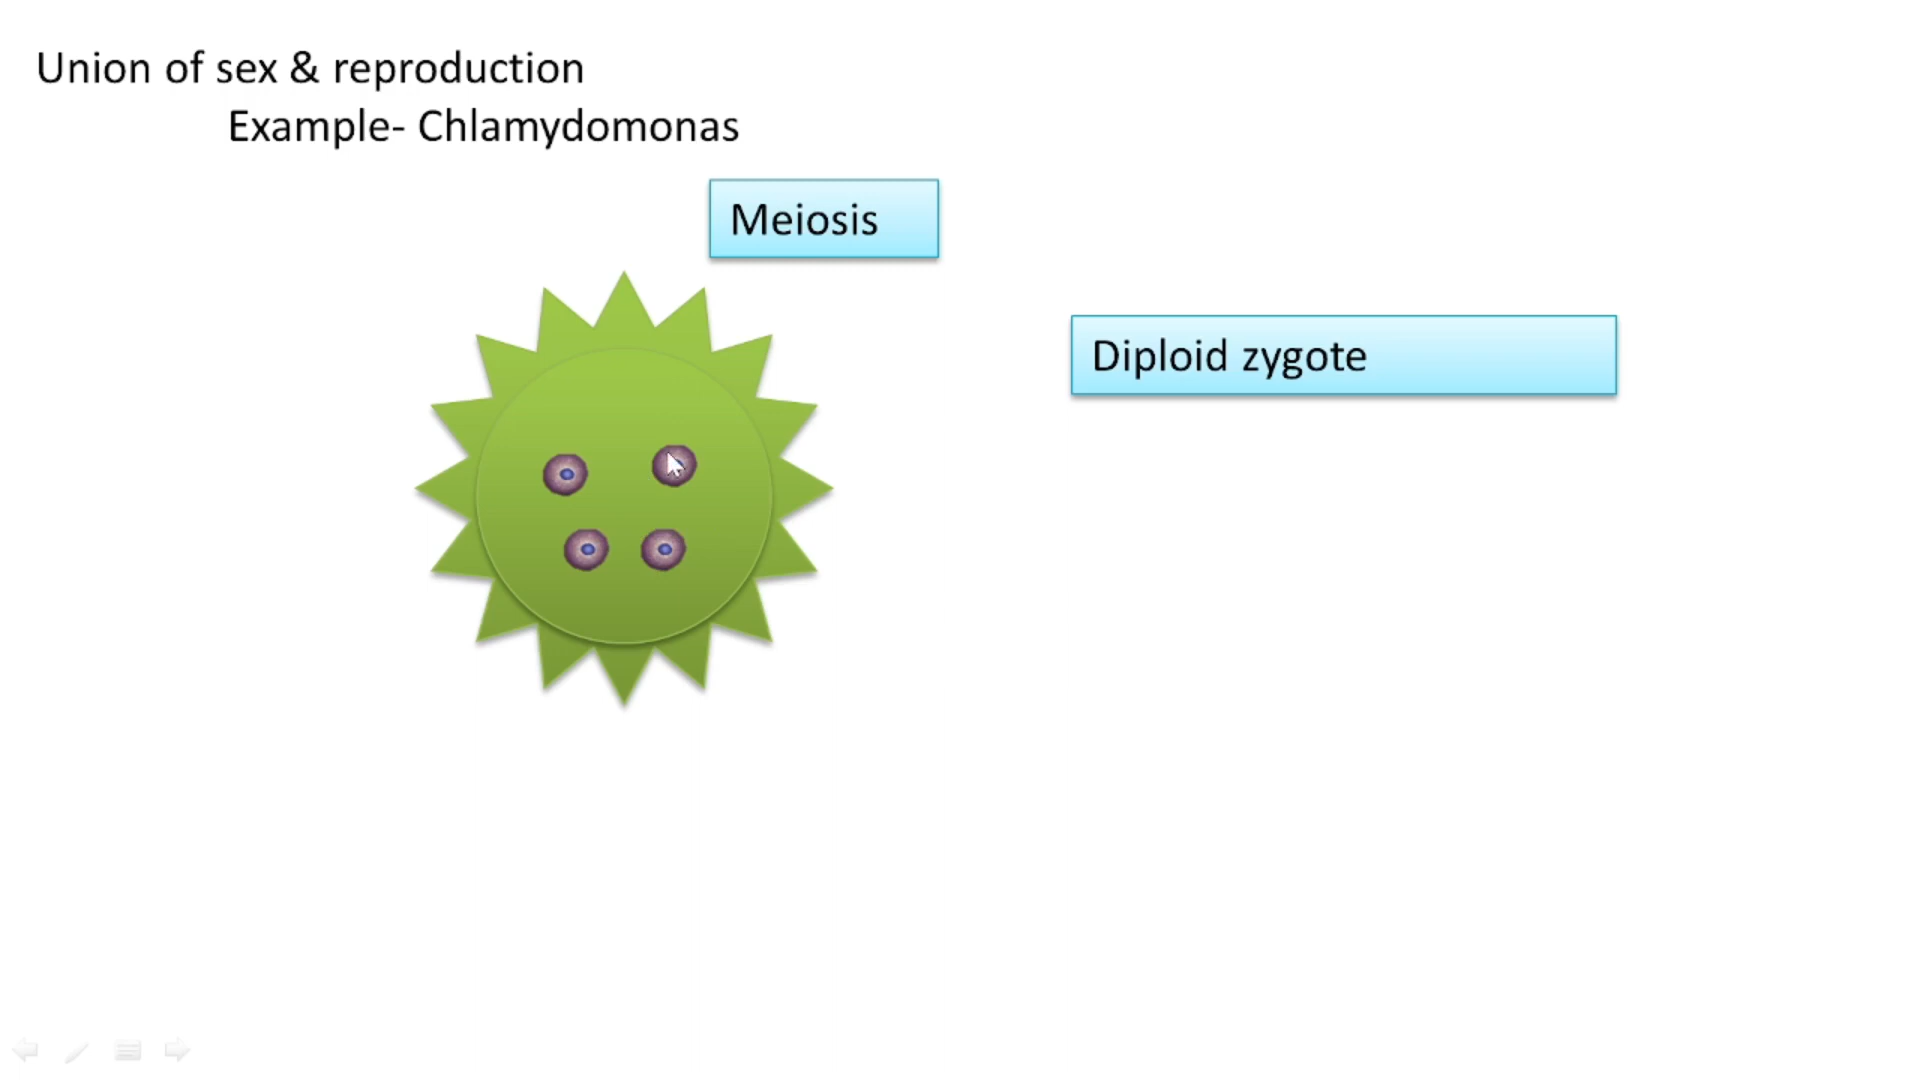 Union of sex & reproduction
Example- Chlamydomonas
Meiosis
Diploid zygote